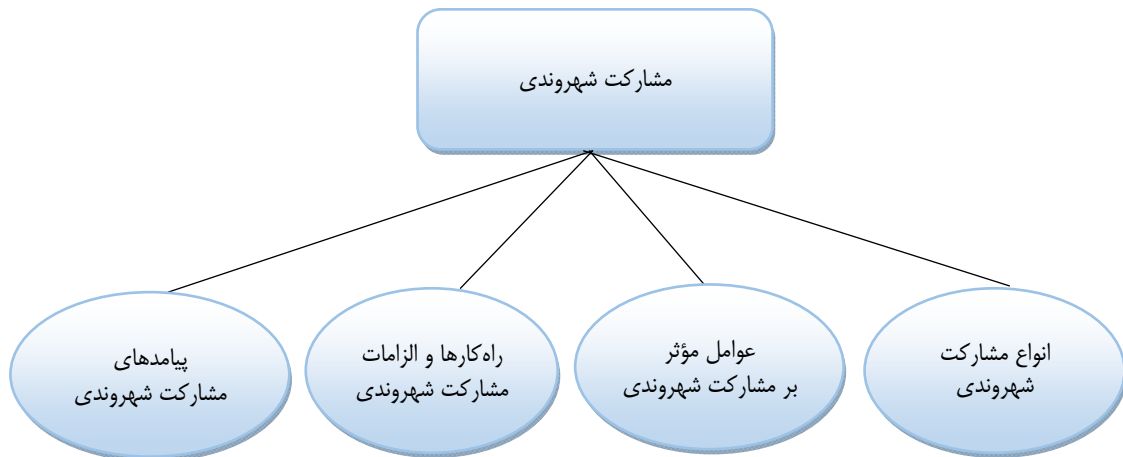 مشارکت شهروندی
انواع مشارکت
شهروندی
عوامل مؤثر
بر مشارکت شهروندی
راه‌کارها و الزامات
مشارکت شهروندی
پیامدهای
مشارکت شهروندی